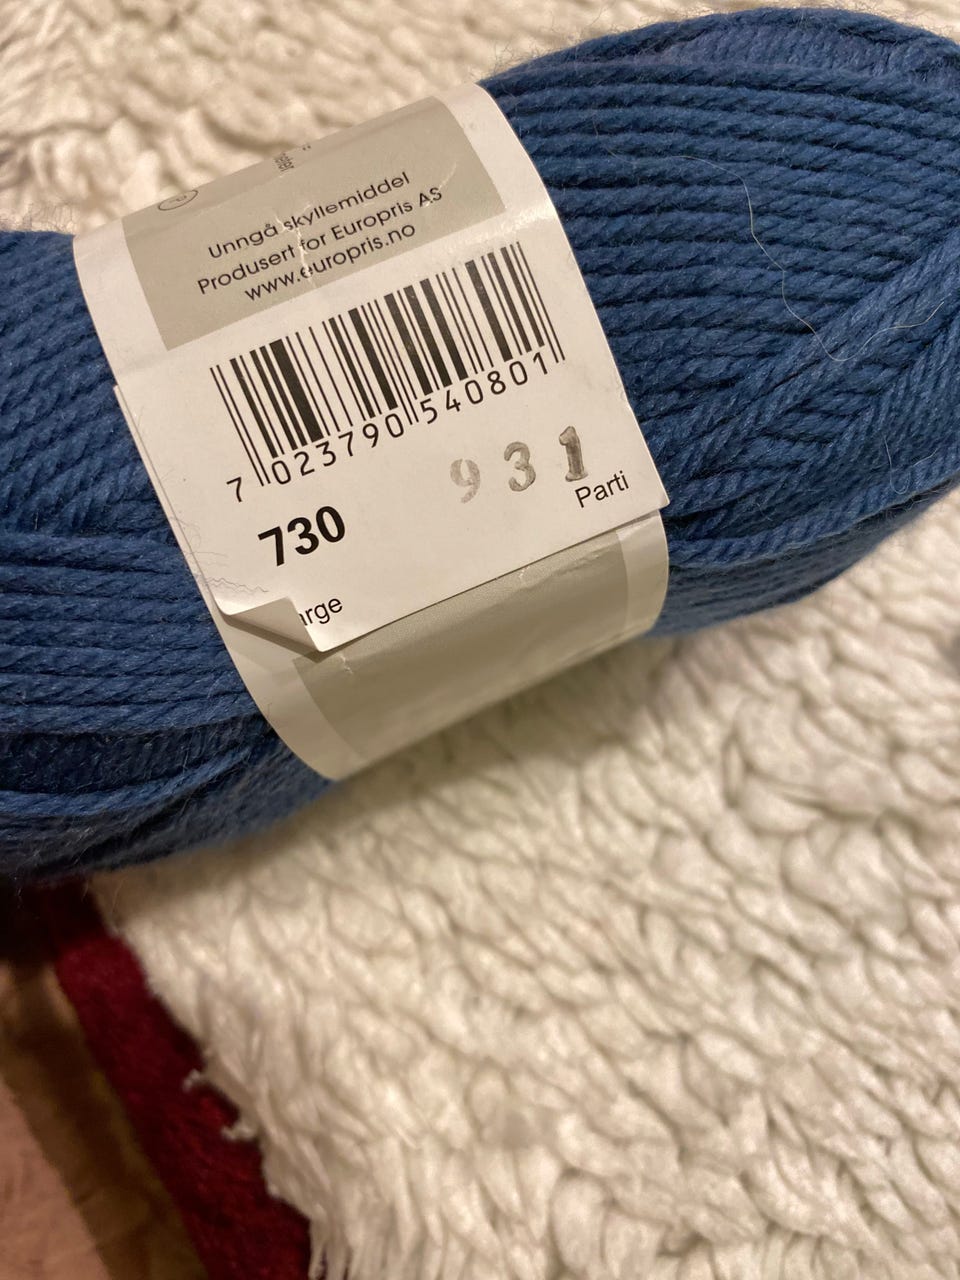 Unngå skyllemiddel
Produsert for Europris AS
www.europris.no
7 023790 540801
931
730
Parti
arge